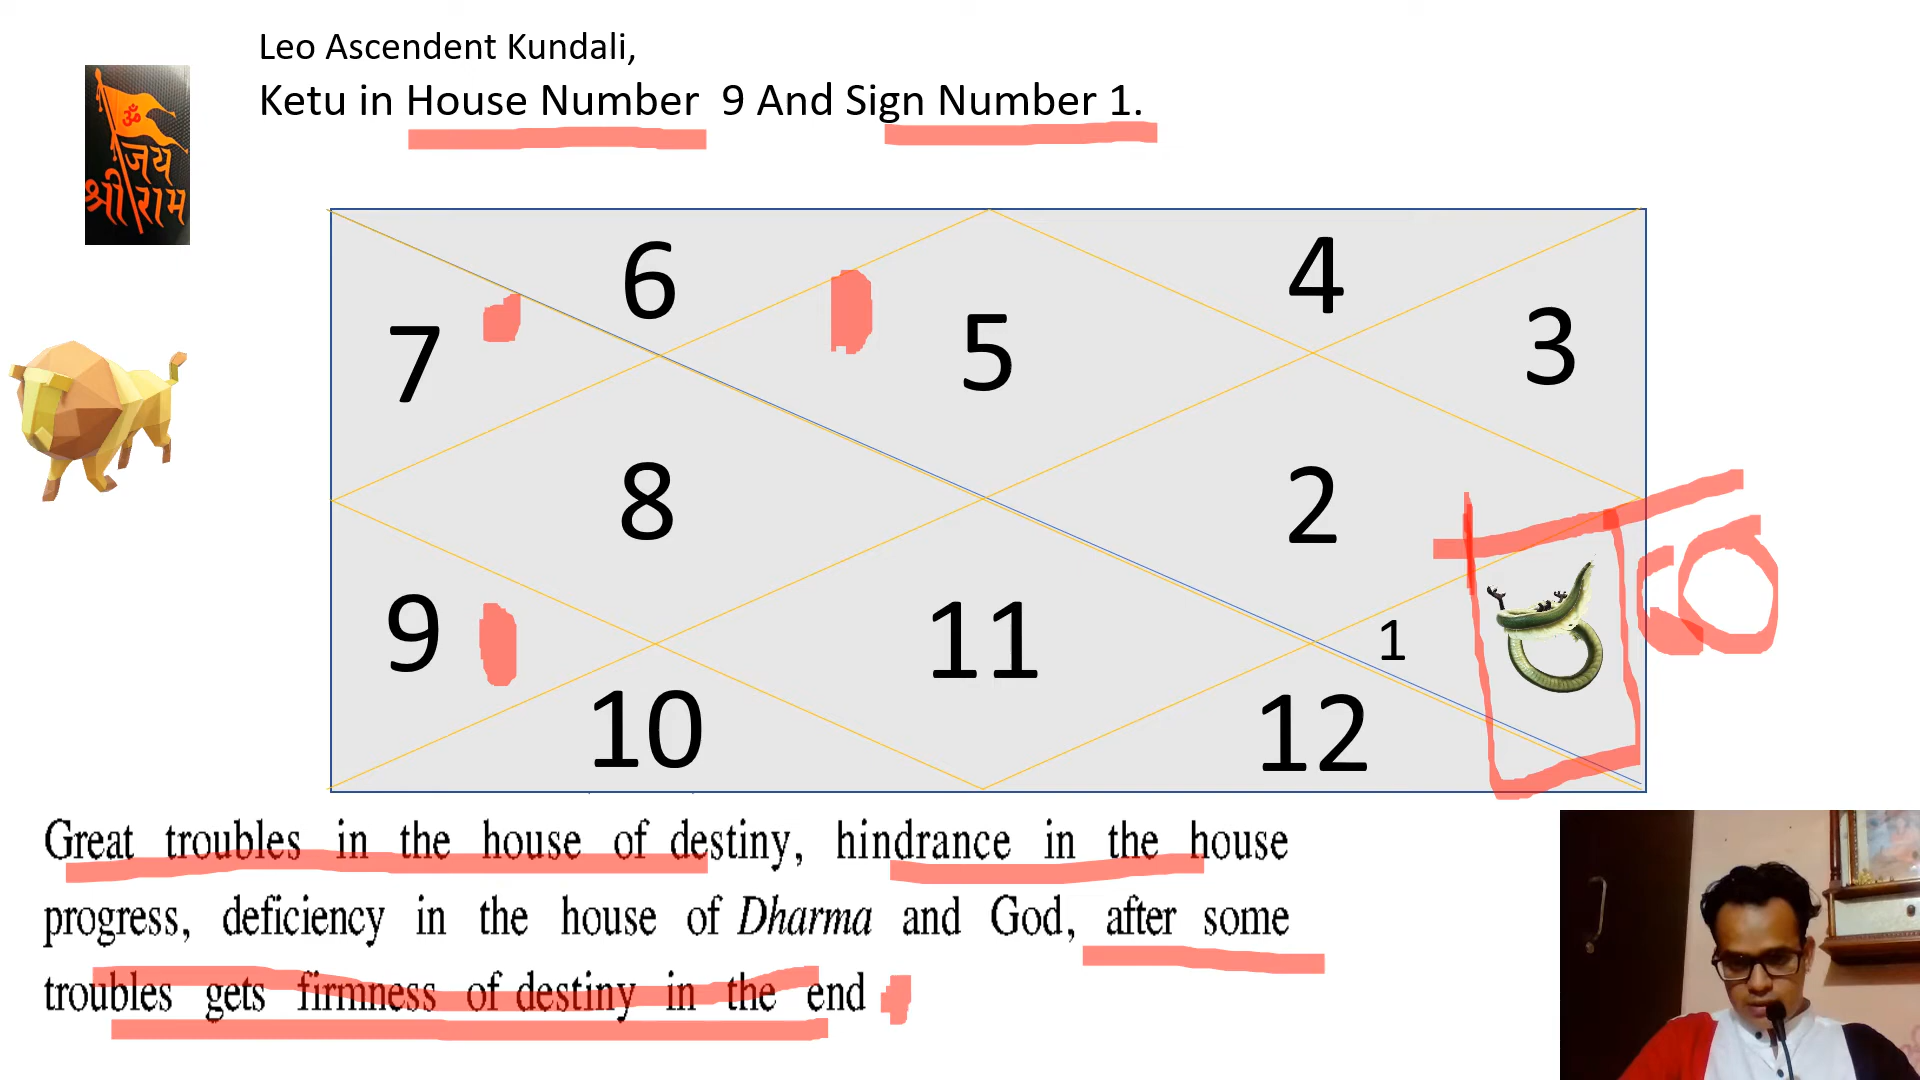 Leo Ascendent Kundali,
Ketu in House Number 9 And Sign Number 1.
ॐ
जय
श्री राम
6
4
7
5
3
8
2
9
11
1
10
12
Great troubles in the house of destiny, hindrance in the house
progress, deficiency in the house of Dharma and God, after some
troubles gets firmness of destiny in the end